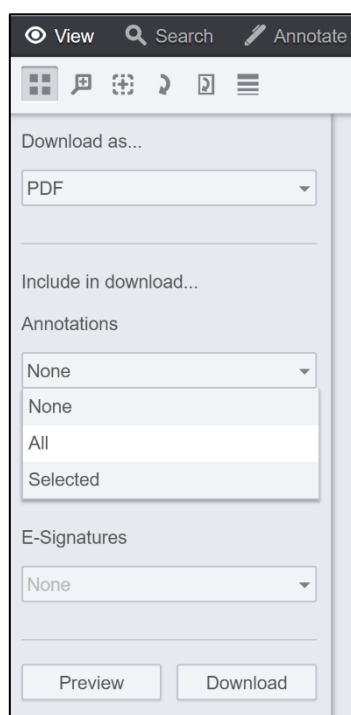 View Search Annotate
Download as...
PDF
Include in download...
Annotations
None
None
All
Selected
E-Signatures
None
Preview Download